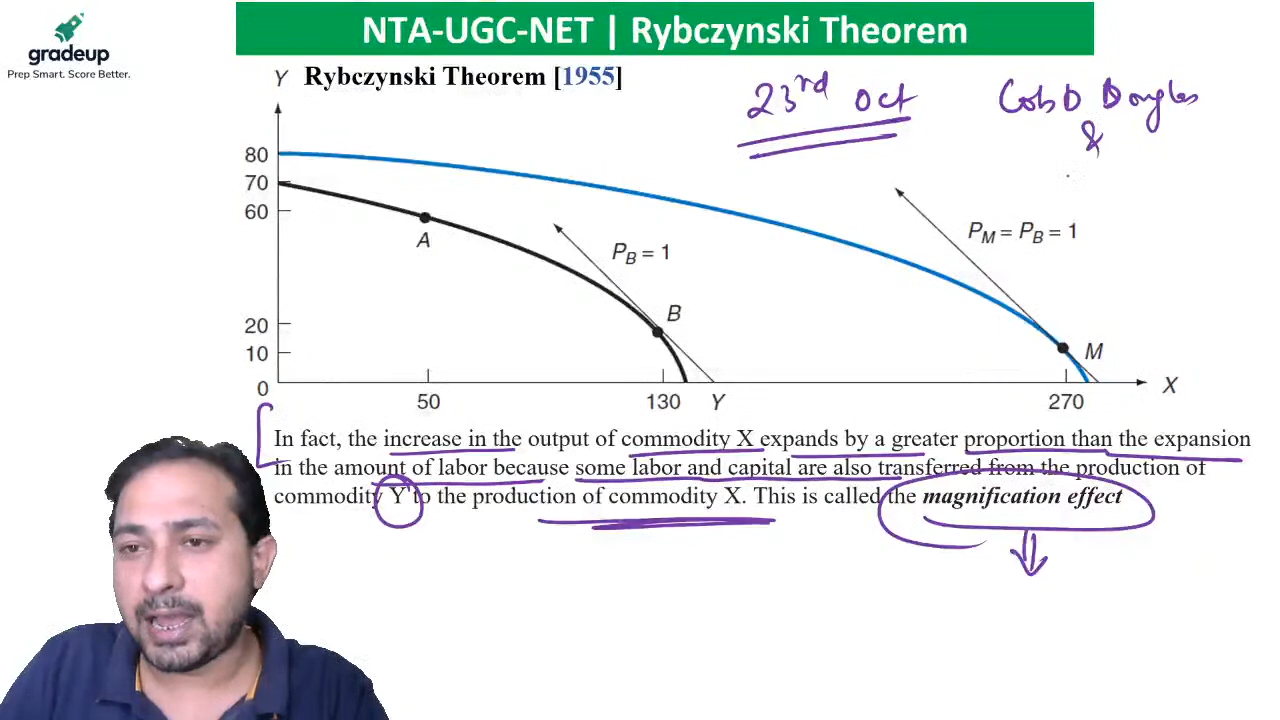 NTA-UGC-NET | Rybczynski Theorem
gradeup
Prep Smart. Score Better.
Y Rybczynski Theorem [1955]
23rd Oct
Cobb Douglas
&
80
70
60
20
10
0
A
P_B = 1
B
P_M = P_B = 1
M
50
130
Y
270
X
In fact, the increase in the output of commodity X expands by a greater proportion than the expansion
in the amount of labor because some labor and capital are also transferred from the production of
commodity Y to the production of commodity X. This is called the magnification effect